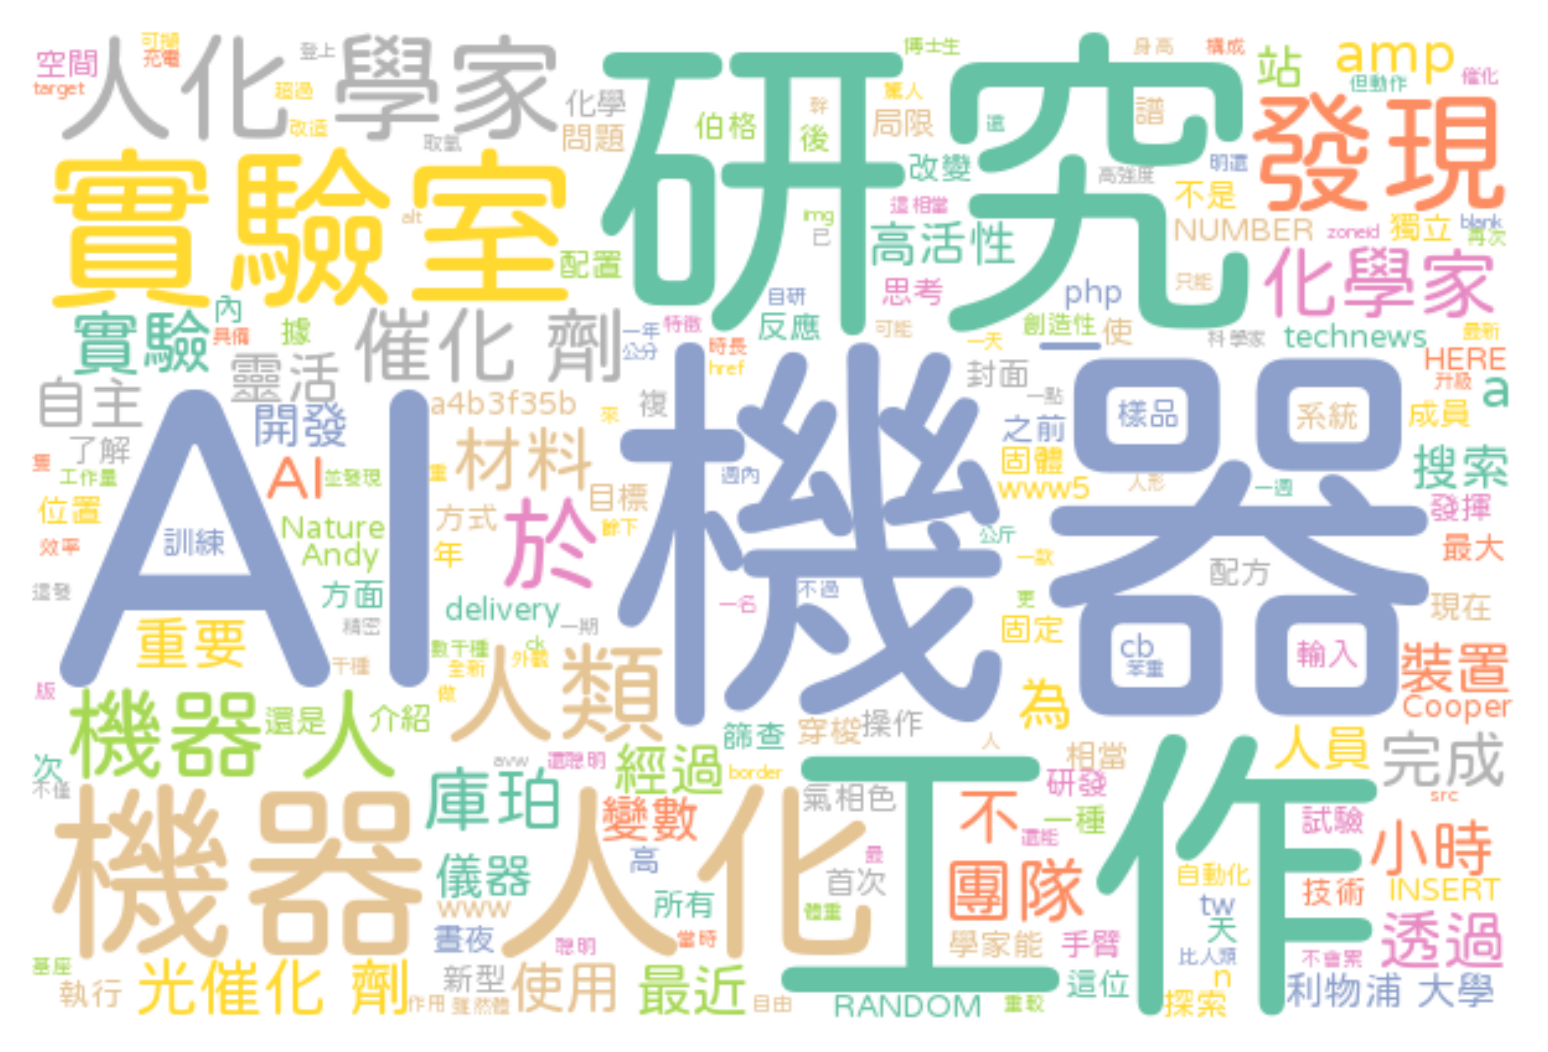 空間
target
人化 學家
可擴
充電
登上
超過
改造
取氫
化學
問題
研究
博士生
驚人
伯格
幹
後
局限
改變
這相當
遠
身高
構成
譜
高強度
明還
不是
站
amp
但動作
催化
發現
實驗室
alt
配置
img
已
高活性
NUMBER
zoneid
獨立
blank
再次
化學家
思考
自研
反應
可能
php
只能
創造性
使
一天
科學家
technews
最新
實驗
內
具備
據
催化 劑
一年
公分
特徵
時長
href
靈活
自主
開發
了解
隻
工作量
位置
效率
這發
AI
並發現
訓練
Nature
Andy
方面
精密
重要
千種
a4b3f35b
萊
複
材料
重
方式
目標
餘下
年
於
delivery
一期
數千種
ck
全新
外觀
做
AI
機器
週內
不過
一名
封面
一點
之前
固體
www5
人形
公斤
一款
更
固定
一週
樣品
系統
配方
cb
笨重
輸入
HERE
升級
a
成員
搜索
發揮
最大
現在
裝置
Cooper
版
機器 人
還是
介紹
人類
為
次
不僅
avw
還聰明
經過
border
篩查
穿梭
操作
人
相當
研發
人員
完成
src
機器
人化
庫珀
變數
氣相色
不
還能
一種
試驗
小時
儀器
高
最
首次
體重
團隊
工作
自動化
技術
INSERT
www
所有
晝夜
聰明
當時
學家能
手臂
tw
天
比人類
不會累
透過
基座
執行
光催化 劑
作用
新型
雖然體
使用
最近
自由
RANDOM
重較
這位
n
探索
利物浦 大學